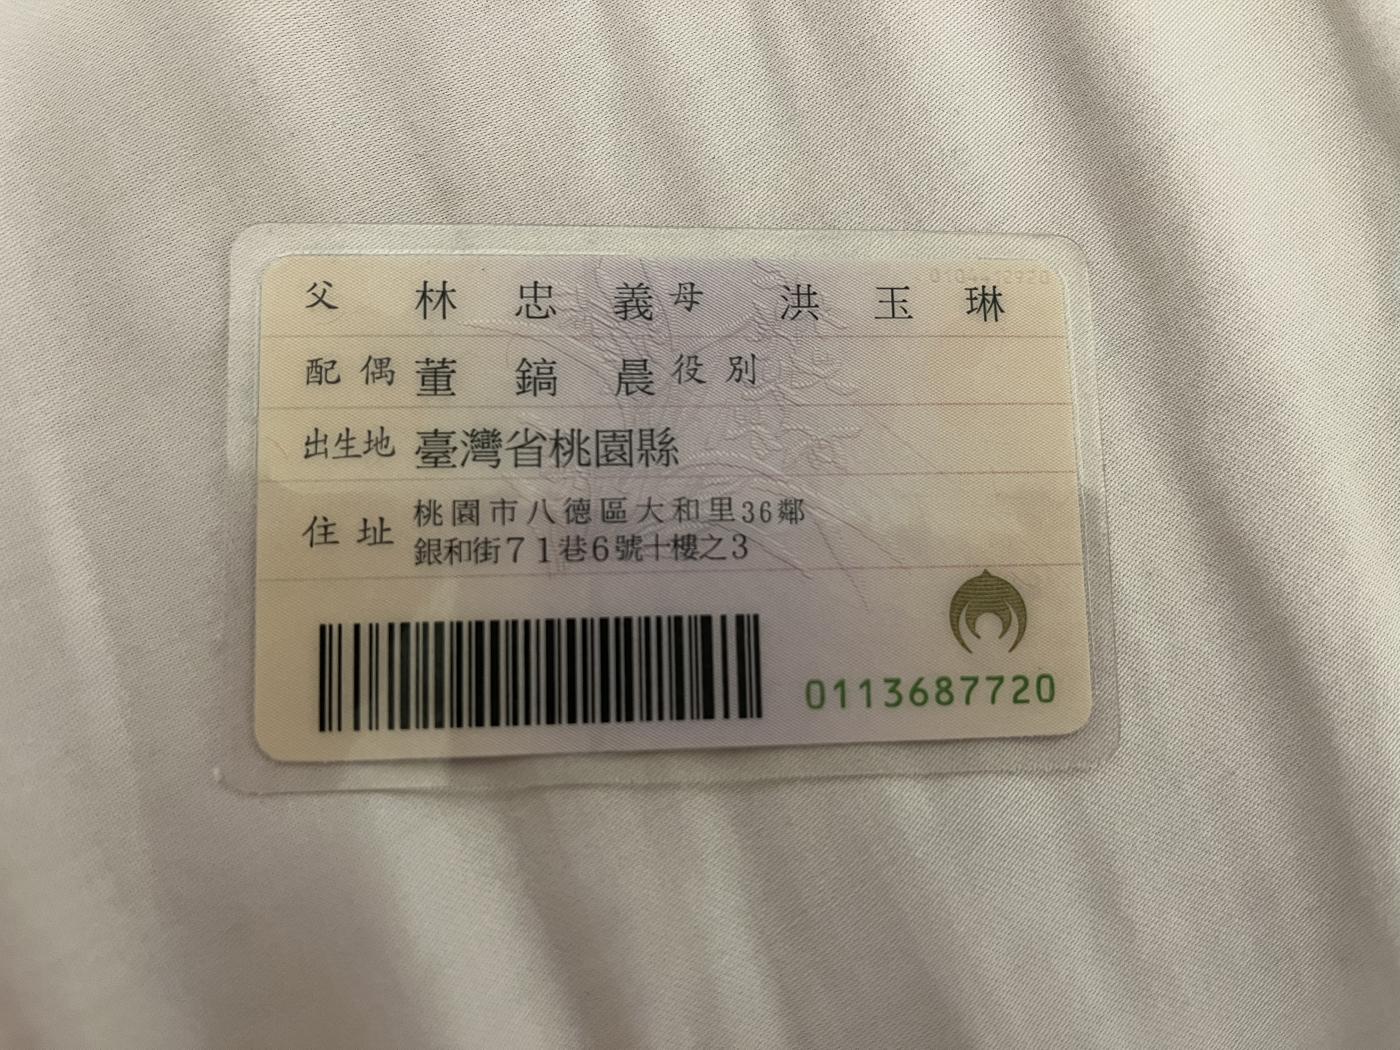 父 林忠義 母 洪玉琳
配偶 董鎬晨 役別
出生地 臺灣省桃園縣
住址 桃園市八德區大和里36鄰
銀和街71巷6號十樓之3
0113687720